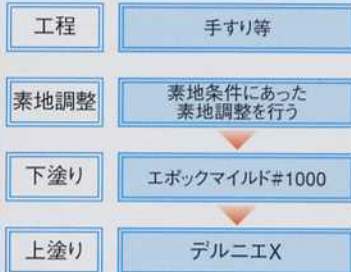 工程
手すり等
素地調整
素地条件にあった
素地調整を行う
下塗り
エポックマイルド#1000
上塗り
デルニエX